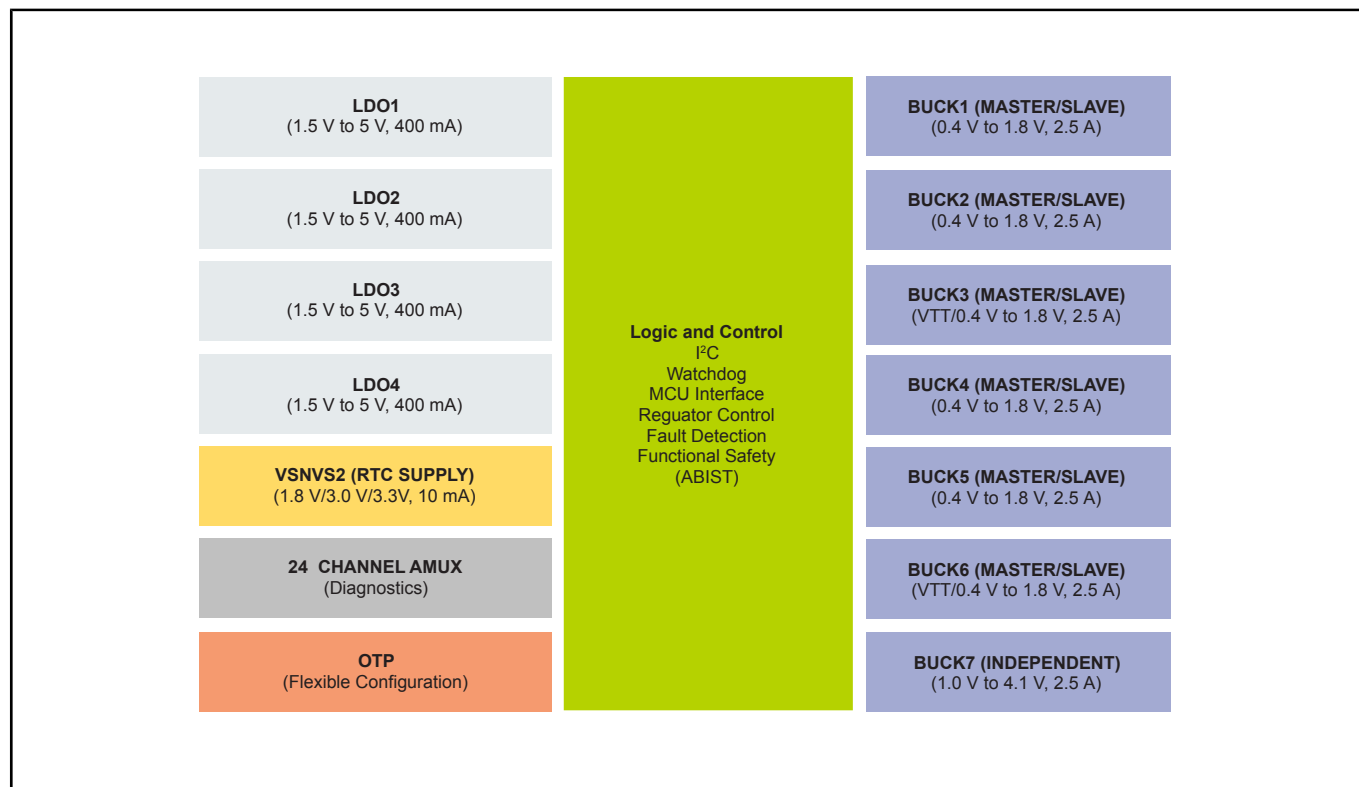 LDO1
(1.5 V to 5 V, 400 mA)
LDO2
(1.5 V to 5 V, 400 mA)
LDO3
(1.5 V to 5 V, 400 mA)
LDO4
(1.5 V to 5 V, 400 mA)
VSNVS2 (RTC SUPPLY)
(1.8 V/3.0 V/3.3V, 10 mA)
24 CHANNEL AMUX
(Diagnostics)
OTP
(Flexible Configuration)
Logic and Control
I²C
Watchdog
MCU Interface
Reguator Control
Fault Detection
Functional Safety
(ABIST)
BUCK1 (MASTER/SLAVE)
(0.4 V to 1.8 V, 2.5 A)
BUCK2 (MASTER/SLAVE)
(0.4 V to 1.8 V, 2.5 A)
BUCK3 (MASTER/SLAVE)
(VTT/0.4 V to 1.8 V, 2.5 A)
BUCK4 (MASTER/SLAVE)
(0.4 V to 1.8 V, 2.5 A)
BUCK5 (MASTER/SLAVE)
(0.4 V to 1.8 V, 2.5 A)
BUCK6 (MASTER/SLAVE)
(VTT/0.4 V to 1.8 V, 2.5 A)
BUCK7 (INDEPENDENT)
(1.0 V to 4.1 V, 2.5 A)